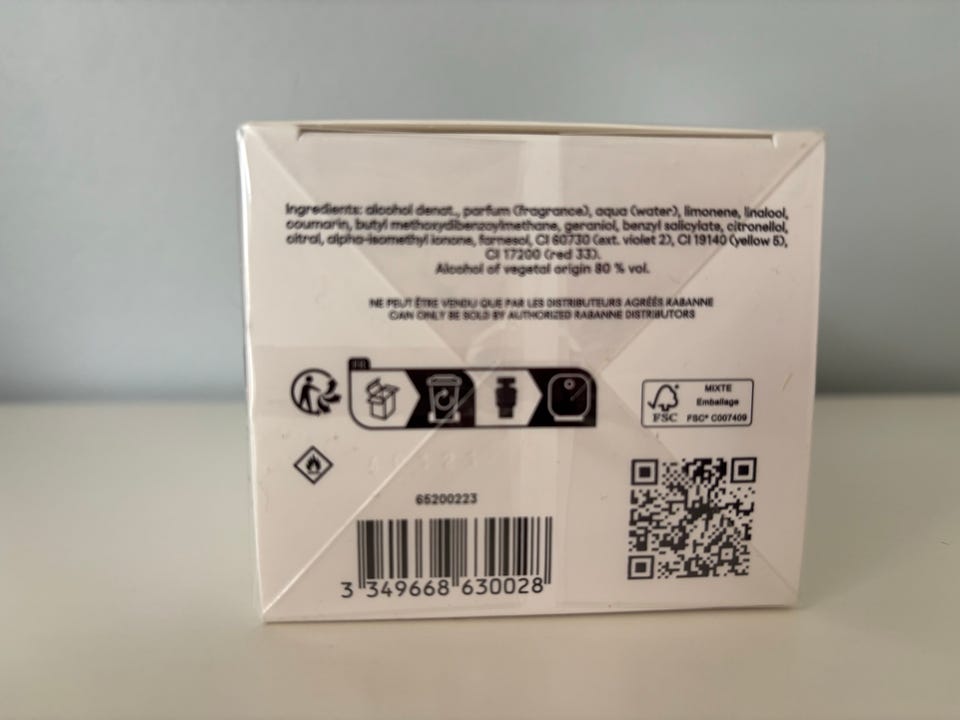 Ingredients: alcohol denat., parfum (fragrance), aqua (water), limonene, linalool,
coumarin, butyl methoxydibenzoylmethane, geraniol, benzyl salicylate, citronellol,
citral, alpha-isomethyl ionone, farnesol, CI 60730 (ext. violet 2), CI 19140 (yellow 5),
CI 17200 (red 33).
Alcohol of vegetal origin 80 % vol.
NE PEUT ÊTRE VENDU QUE PAR LES DISTRIBUTEURS AGRÉÉS RABANNE
CAN ONLY BE SOLD BY AUTHORIZED RABANNE DISTRIBUTORS
FR
FSC
MIXTE
Emballage
FSC® C007409
65200223
3 349668 630028